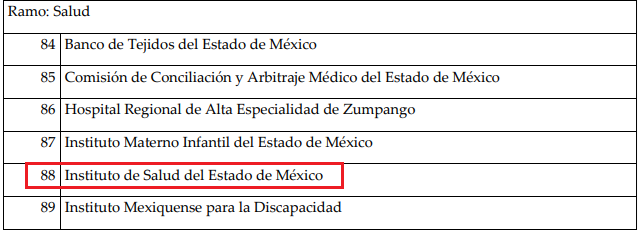 Ramo: Salud
84 Banco de Tejidos del Estado de México
85 Comisión de Conciliación y Arbitraje Médico del Estado de México
86 Hospital Regional de Alta Especialidad de Zumpango
87 Instituto Materno Infantil del Estado de México
88 Instituto de Salud del Estado de México
89 Instituto Mexiquense para la Discapacidad